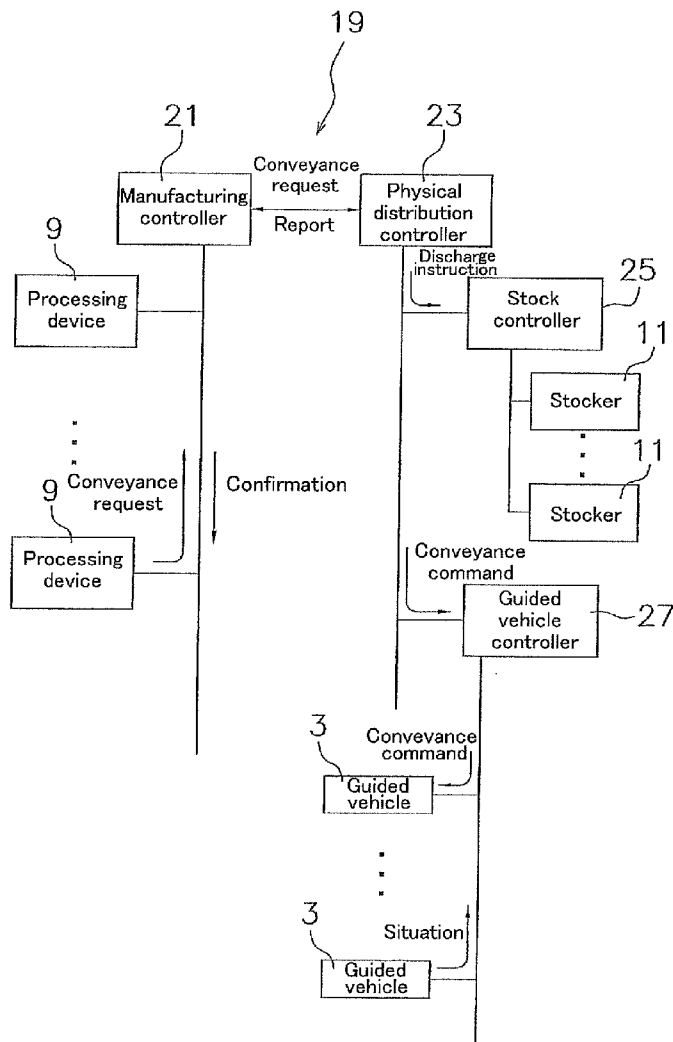 19
21
23
Manufacturing
controller
Conveyance
request
Report
Physical
distribution
controller
9
Processing
device
Discharge
instruction
Stock
controller
25
11
Stocker
11
Stocker
Conveyance
request
Confirmation
9
Processing
device
Conveyance
command
Guided
vehicle
controller
27
Conveyance
command
3
Guided
vehicle
Situation
3
Guided
vehicle